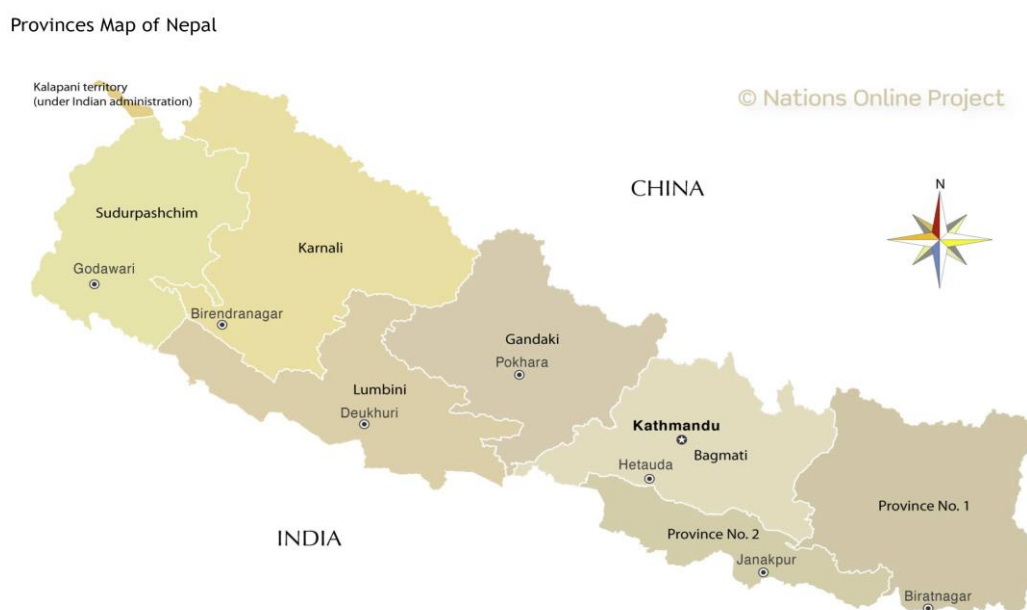 Provinces Map of Nepal
Kalapani territory
(under Indian administration)
© Nations Online Project
CHINA
N
Sudurpashchim
Karnali
Godawari
Birendranagar
Gandaki
Pokhara
Lumbini
Deukhuri
Kathmandu
Bagmati
Hetauda
Province No. 1
Province No. 2
INDIA
Janakpur
Biratnagar